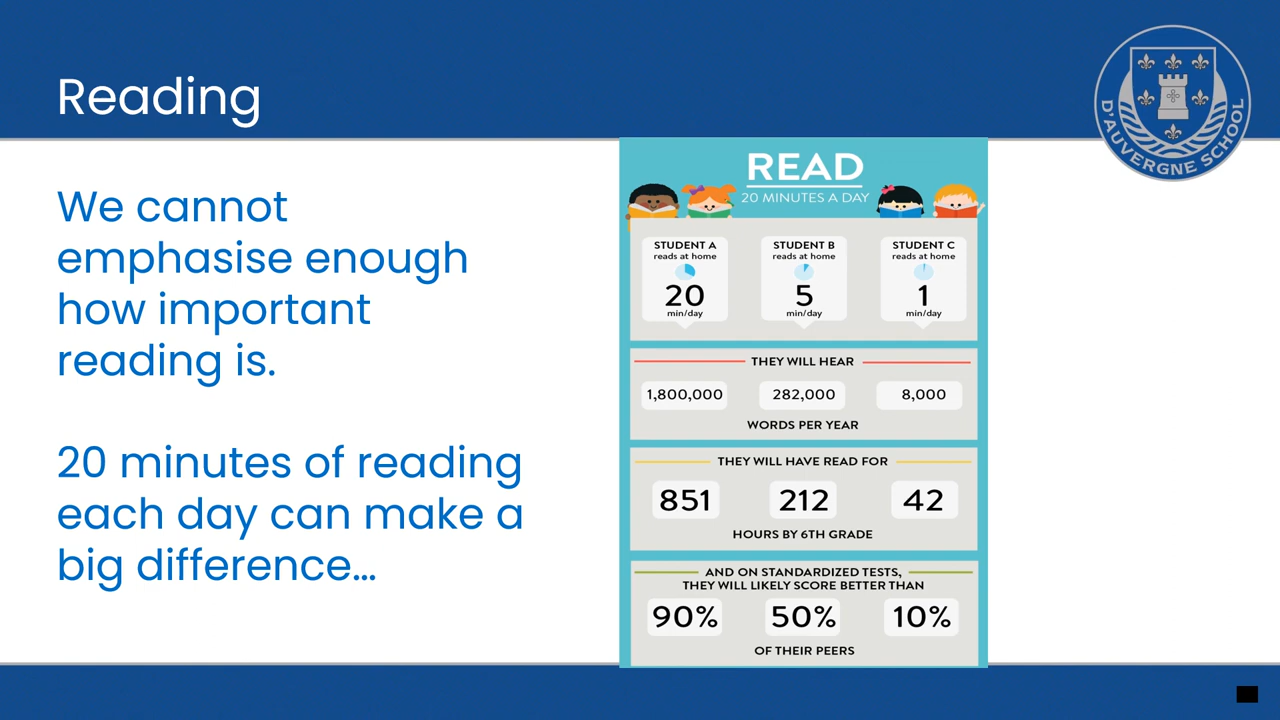 Reading
D'AUVERGNE SCHOOL
We cannot
emphasise enough
how important
reading is.
20 minutes of reading
each day can make a
big difference…
READ
20 MINUTES A DAY
STUDENT A STUDENT B STUDENT C
reads at home reads at home reads at home
20 5 1
min/day min/day min/day
THEY WILL HEAR
1,800,000 282,000 8,000
WORDS PER YEAR
THEY WILL HAVE READ FOR
851 212 42
HOURS BY 6TH GRADE
AND ON STANDARDIZED TESTS,
THEY WILL LIKELY SCORE BETTER THAN
90% 50% 10%
OF THEIR PEERS